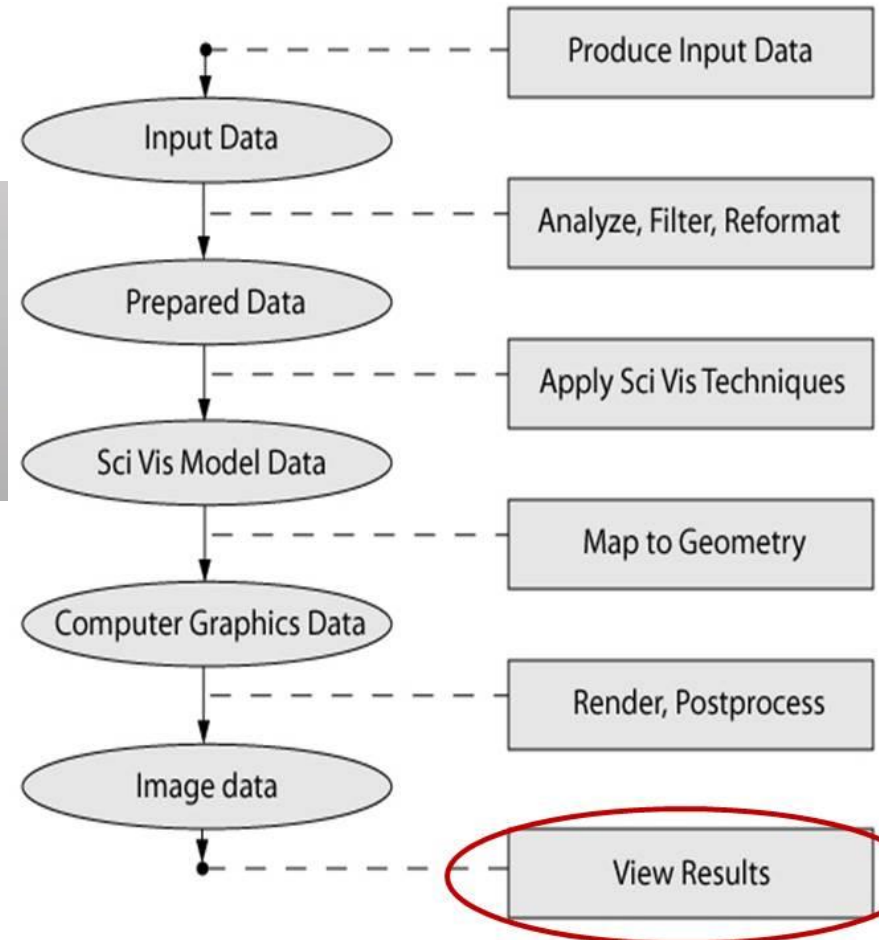 Produce Input Data
Input Data
Analyze, Filter, Reformat
Prepared Data
Apply Sci Vis Techniques
Sci Vis Model Data
Map to Geometry
Computer Graphics Data
Render, Postprocess
Image data
View Results